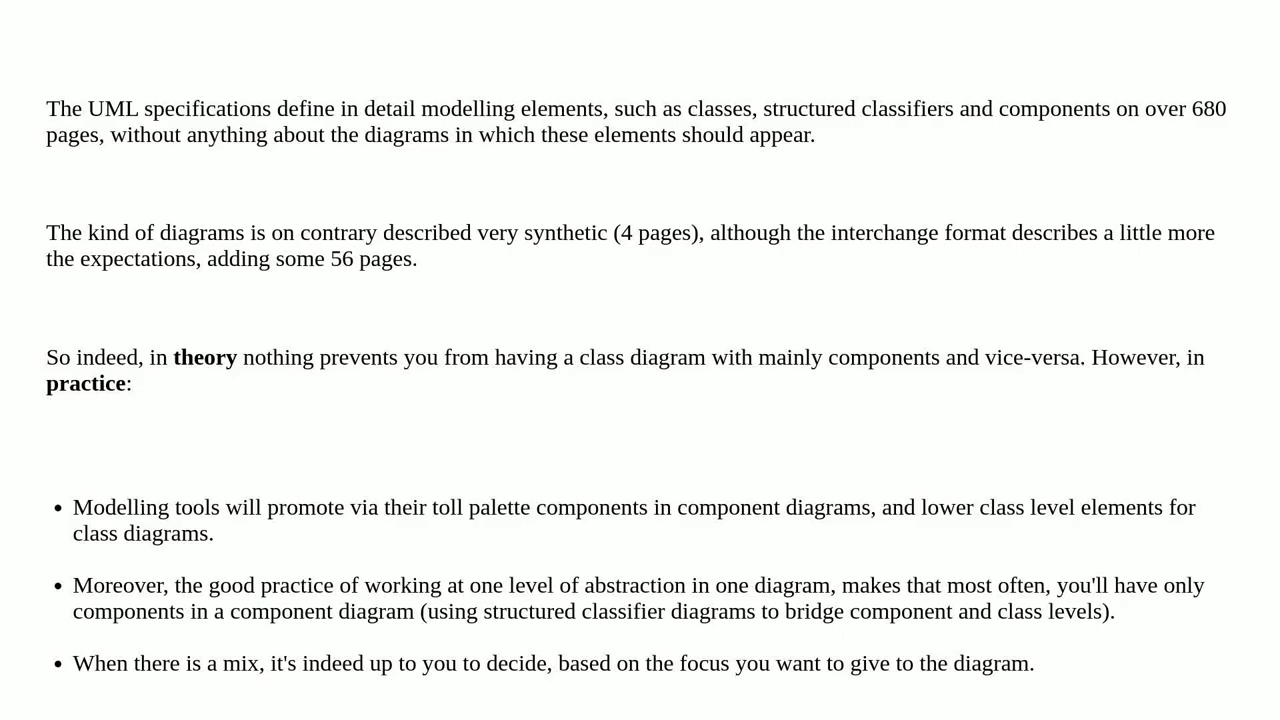 The UML specifications define in detail modelling elements, such as classes, structured classifiers and components on over 680
pages, without anything about the diagrams in which these elements should appear.
The kind of diagrams is on contrary described very synthetic (4 pages), although the interchange format describes a little more
the expectations, adding some 56 pages.
So indeed, in theory nothing prevents you from having a class diagram with mainly components and vice-versa. However, in
practice:
• Modelling tools will promote via their toll palette components in component diagrams, and lower class level elements for
class diagrams.
• Moreover, the good practice of working at one level of abstraction in one diagram, makes that most often, you'll have only
components in a component diagram (using structured classifier diagrams to bridge component and class levels).
• When there is a mix, it's indeed up to you to decide, based on the focus you want to give to the diagram.